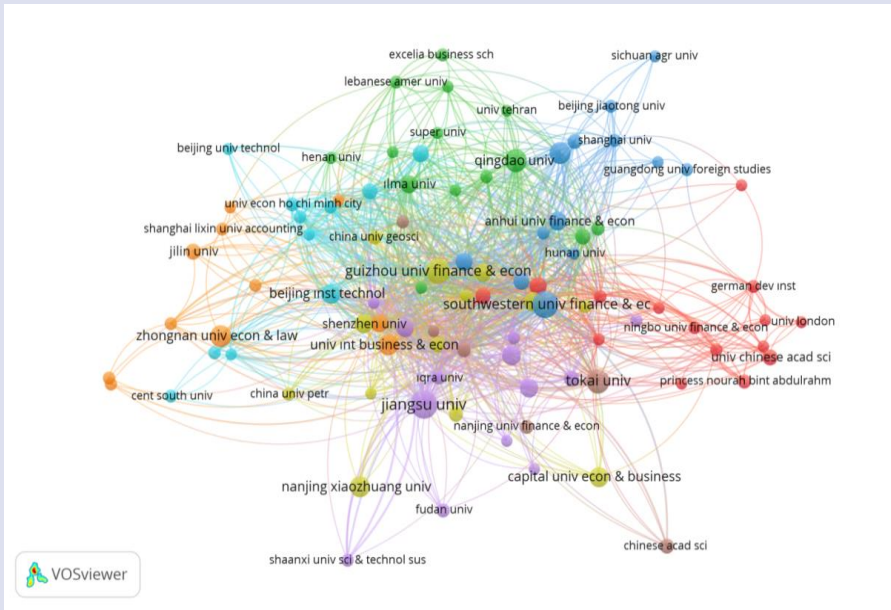 excelia business sch
sichuan agr univ
lebanese amer univ
beijing jiaotong univ
univ tehran
super univ
shanghai univ
beijing univ technol
henan univ
qingdao univ
guangdong univ foreign studies
ilma univ
univ econ ho chi minh city
anhui univ finance & econ
shanghai lixin univ accounting
china univ geosci
jilin univ
hunan univ
guizhou univ finance & econ
german dev inst
beijing inst technol
southwestern univ finance & ec
shenzhen univ
ningbo univ finance & econ
univ london
zhongnan univ econ & law
univ int business & econ
univ chinese acad sci
iqra univ
tokai univ
princess nourah bint abdulrahm
cent south univ
china univ petr
jiangsu univ
nanjing univ finance & econ
nanjing xiaozhuang univ
capital univ econ & business
fudan univ
chinese acad sci
shaanxi univ sci & technol sus
VOSviewer